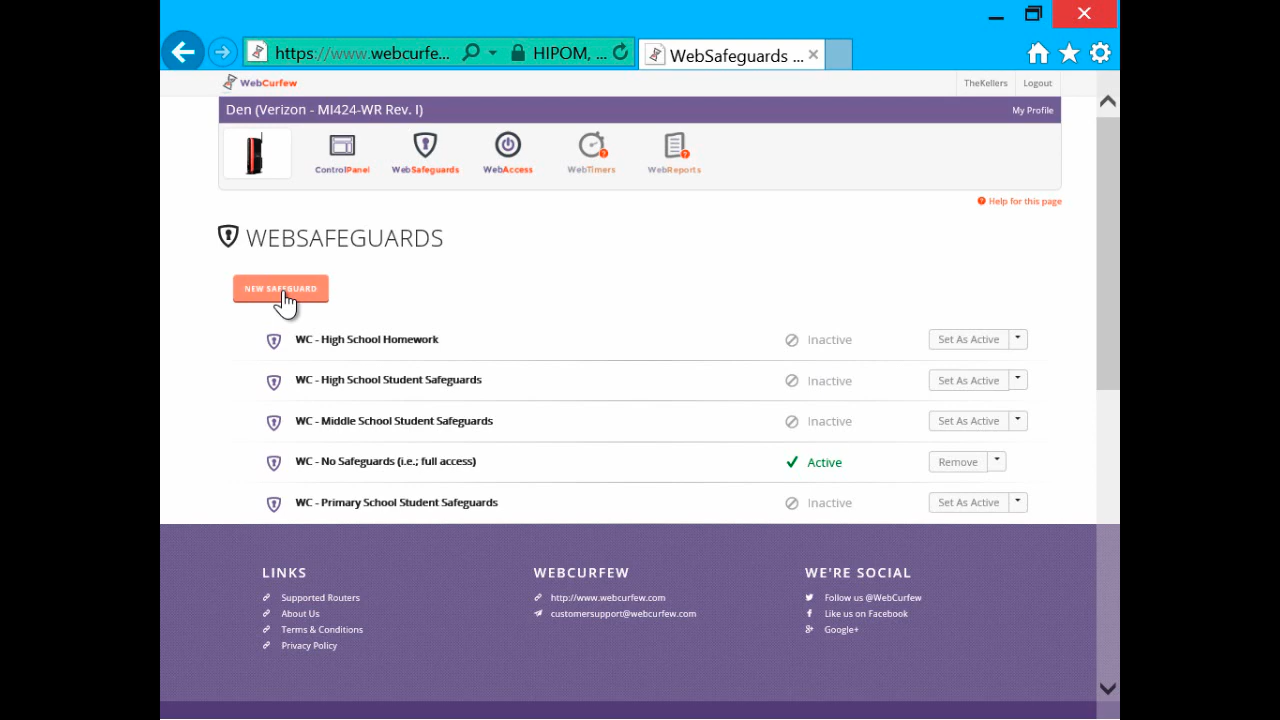 https://www.webcurfe... HIPOM, ... WebSafeguards ...
WebCurfew TheKellers Logout
Den (Verizon - MI424-WR Rev. I) My Profile
ControlPanel WebSafeguards WebAccess WebTimers WebReports
Help for this page
WEBSAFEGUARDS
NEW SAFEGUARD
WC - High School Homework Inactive Set As Active
WC - High School Student Safeguards Inactive Set As Active
WC - Middle School Student Safeguards Inactive Set As Active
WC - No Safeguards (i.e.; full access) Active Remove
WC - Primary School Student Safeguards Inactive Set As Active
LINKS WEBCURFEW WE'RE SOCIAL
Supported Routers http://www.webcurfew.com Follow us @WebCurfew
About Us customersupport@webcurfew.com Like us on Facebook
Terms & Conditions Google+
Privacy Policy